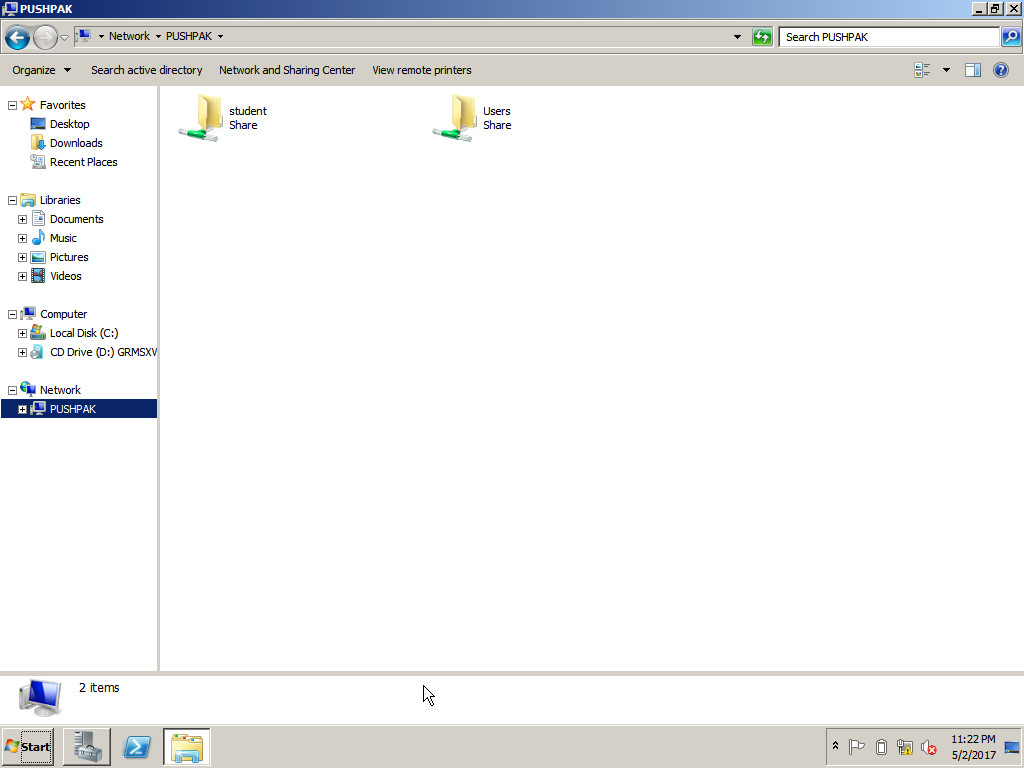 PUSHPAK
Network PUSHPAK
Search PUSHPAK
Organize Search active directory Network and Sharing Center View remote printers
Favorites
Desktop
Downloads
Recent Places
Libraries
Documents
Music
Pictures
Videos
Computer
Local Disk (C:)
CD Drive (D:) GRMSXV
Network
PUSHPAK
student
Share
Users
Share
2 items
Start
11:22 PM
5/2/2017